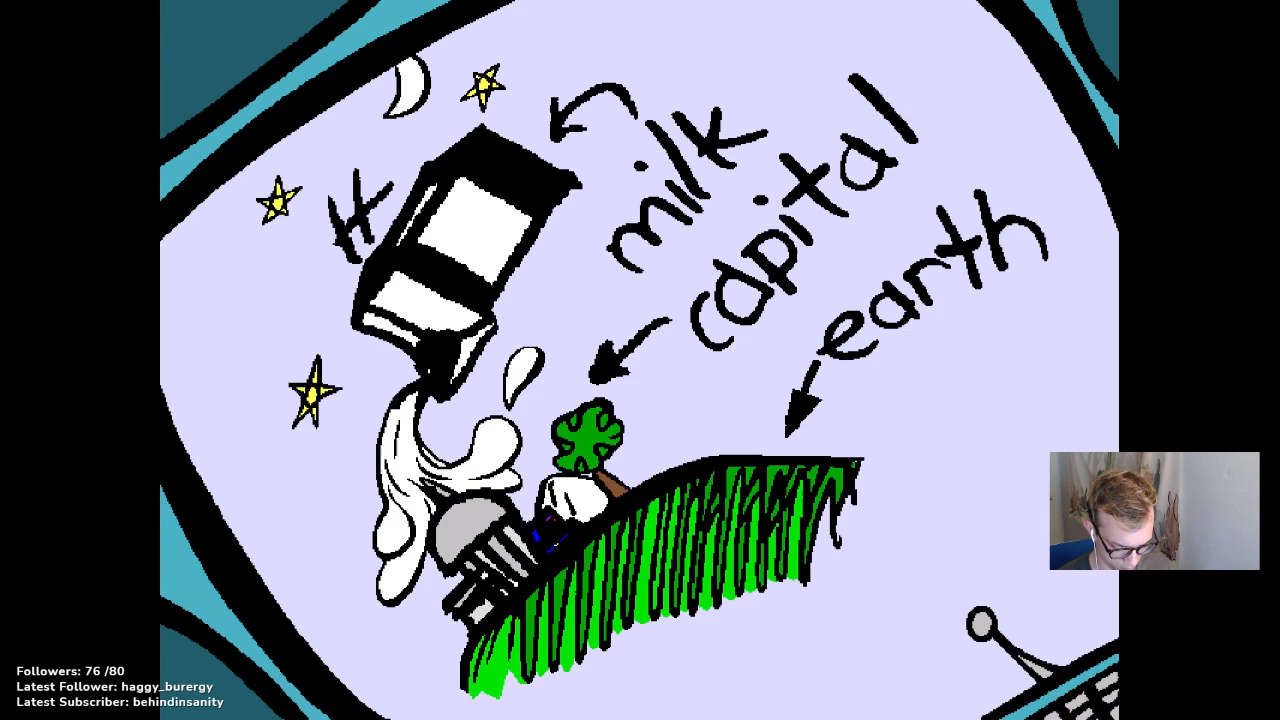 milk
capital
earth
Followers: 76 /80
Latest Follower: haggy_burergy
Latest Subscriber: behindinsanity